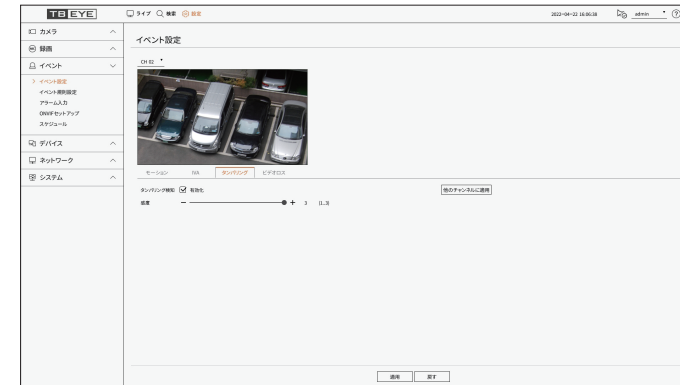 TB EYE
ライブ 検索 設定
2022-04-22 16:06:38 admin
カメラ
録画
イベント
イベント設定
イベント規則設定
アラーム入力
ONVIFセットアップ
スケジュール
デバイス
ネットワーク
システム
イベント設定
CH 02
モーション IVA タンパリング ビデオロス
タンパリング検知 有効化 他のチャンネルに適用
感度 3 (1..3)
適用 戻す